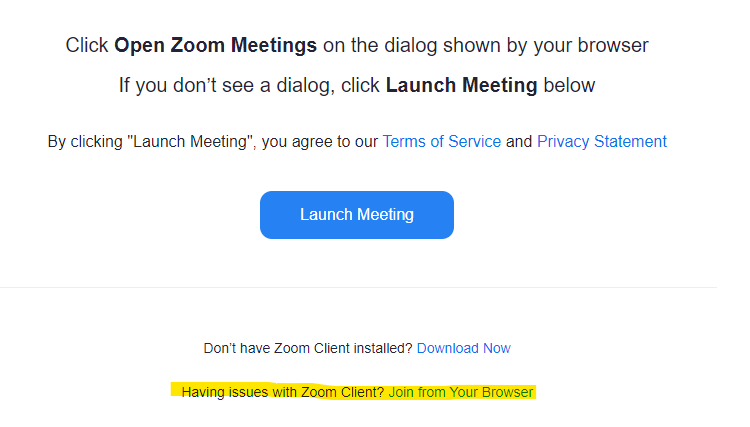 Click Open Zoom Meetings on the dialog shown by your browser
If you don’t see a dialog, click Launch Meeting below
By clicking "Launch Meeting", you agree to our Terms of Service and Privacy Statement
Launch Meeting
Don’t have Zoom Client installed? Download Now
Having issues with Zoom Client? Join from Your Browser